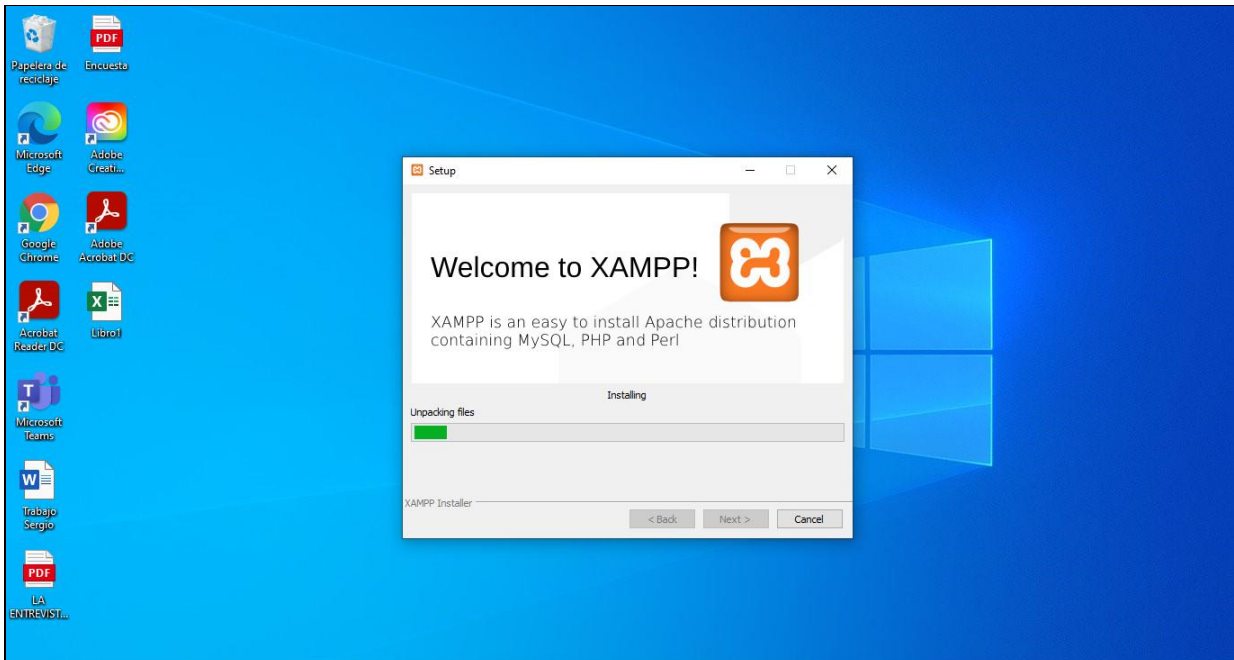 Papelera de
reciclaje
PDF
Encuesta
Microsoft
Edge
Adobe
Creati...
Google
Chrome
Adobe
Acrobat DC
Acrobat
Reader DC
X
Libro1
T
Microsoft
Teams
W
Trabajo
Sergio
PDF
LA
ENTREVIST...
Setup
Welcome to XAMPP!
XAMPP is an easy to install Apache distribution
containing MySQL, PHP and Perl
Installing
Unpacking files
XAMPP Installer
< Back Next > Cancel